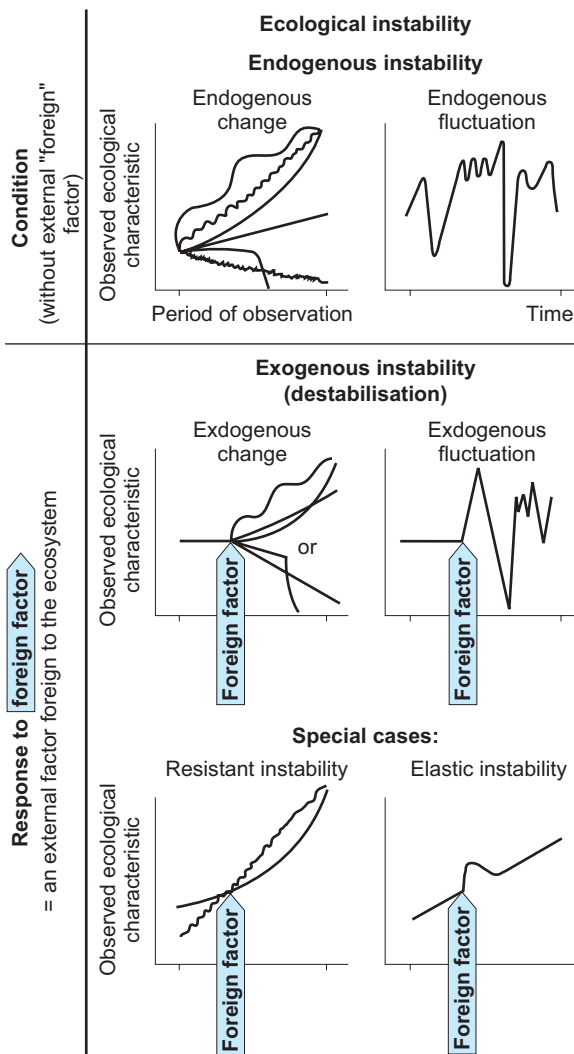 Ecological instability
Endogenous instability
Condition
(without external "foreign"
factor)
Observed ecological
characteristic
Endogenous
change
Period of observation
Endogenous
fluctuation
Time
Response to foreign factor
= an external factor foreign to the ecosystem
Exogenous instability
(destabilisation)
Observed ecological
characteristic
Exdogenous
change
or
Foreign factor
Exdogenous
fluctuation
Foreign factor
Special cases:
Observed ecological
characteristic
Resistant instability
Foreign factor
Elastic instability
Foreign factor